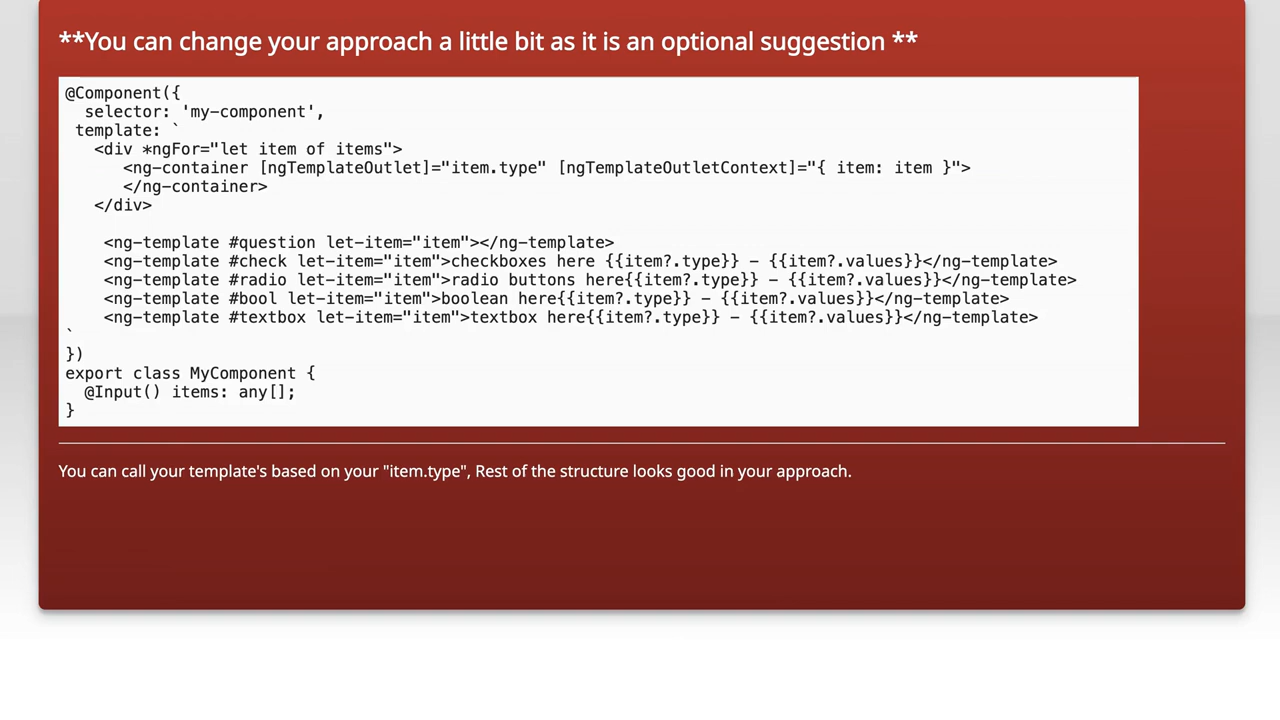 **You can change your approach a little bit as it is an optional suggestion **
@Component({
  selector: 'my-component',
 template: `
   <div *ngFor="let item of items">
      <ng-container [ngTemplateOutlet]="item.type" [ngTemplateOutletContext]="{ item: item }">
      </ng-container>
   </div>

    <ng-template #question let-item="item"></ng-template>
    <ng-template #check let-item="item">checkboxes here {{item?.type}} – {{item?.values}}</ng-template>
    <ng-template #radio let-item="item">radio buttons here{{item?.type}} – {{item?.values}}</ng-template>
    <ng-template #bool let-item="item">boolean here{{item?.type}} – {{item?.values}}</ng-template>
    <ng-template #textbox let-item="item">textbox here{{item?.type}} – {{item?.values}}</ng-template>
`
})
export class MyComponent {
  @Input() items: any[];
}
You can call your template's based on your "item.type", Rest of the structure looks good in your approach.